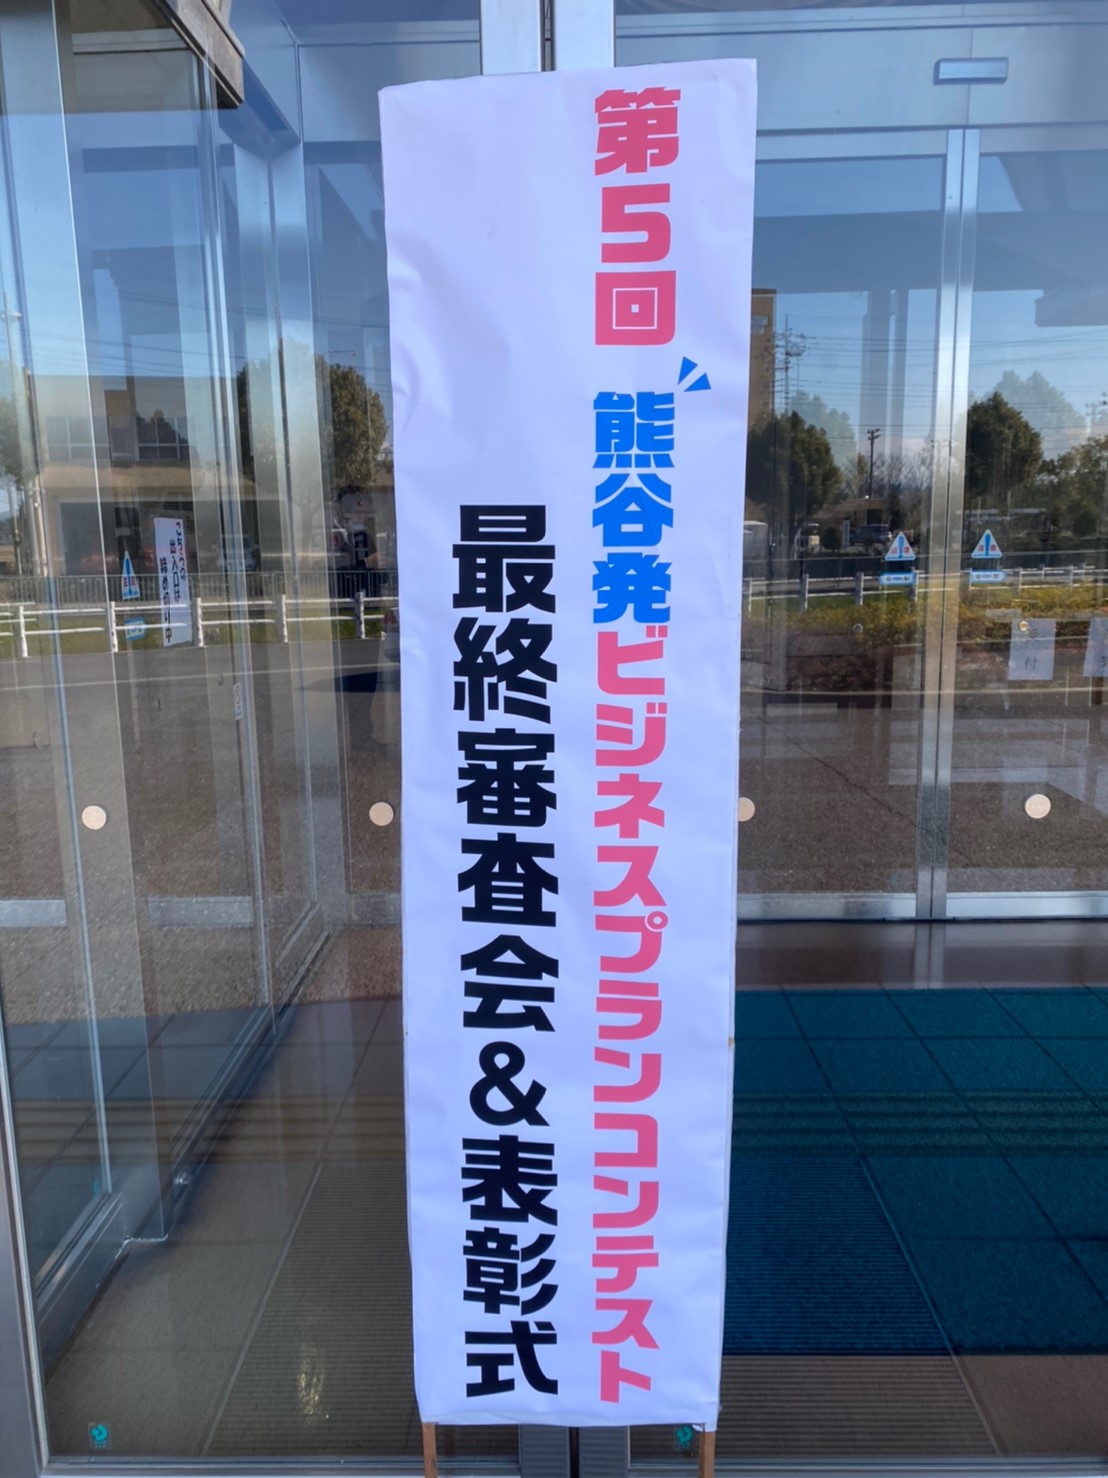 第5回 熊谷発ビジネスプランコンテスト
最終審査会&表彰式